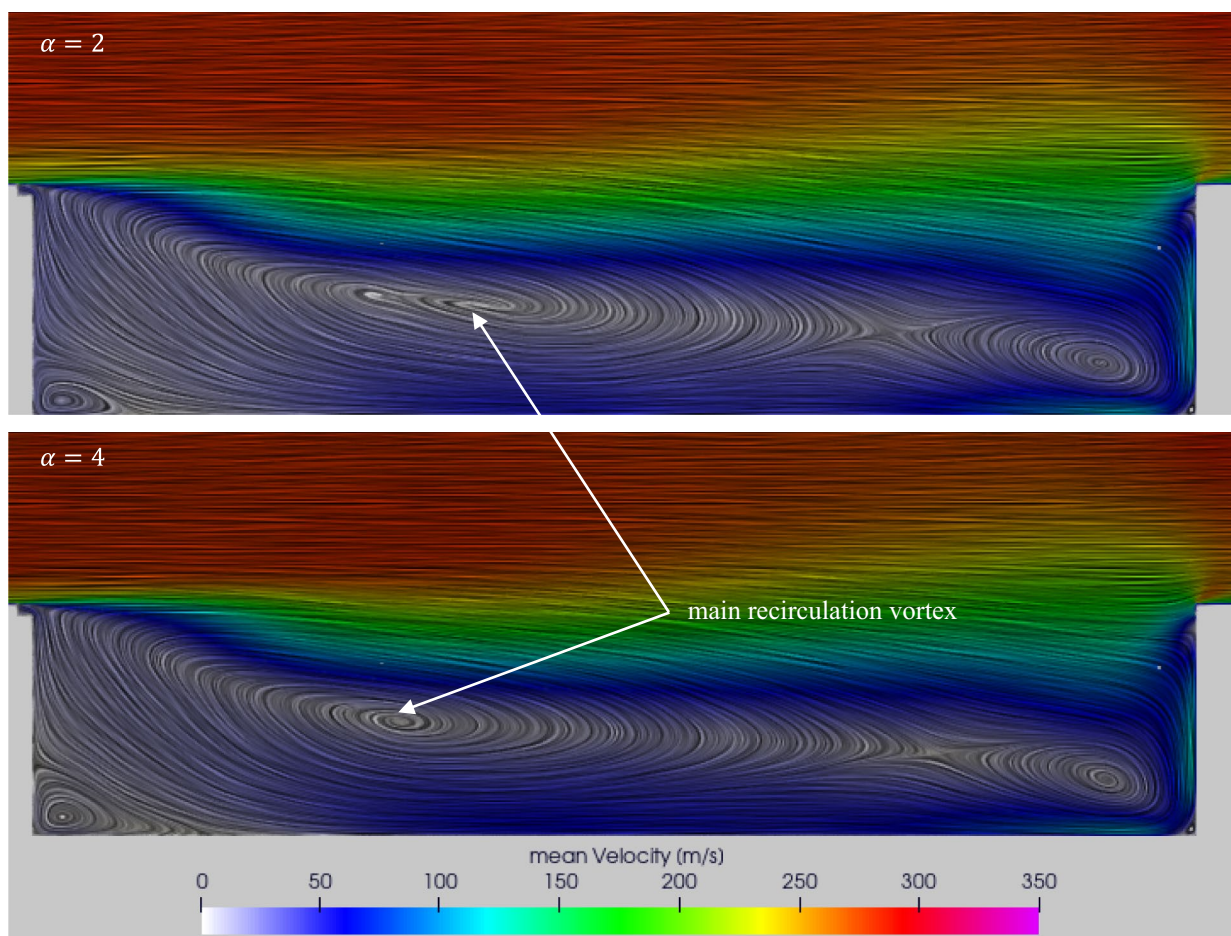 α = 2
α = 4
main recirculation vortex
mean Velocity (m/s)
0 50 100 150 200 250 300 350